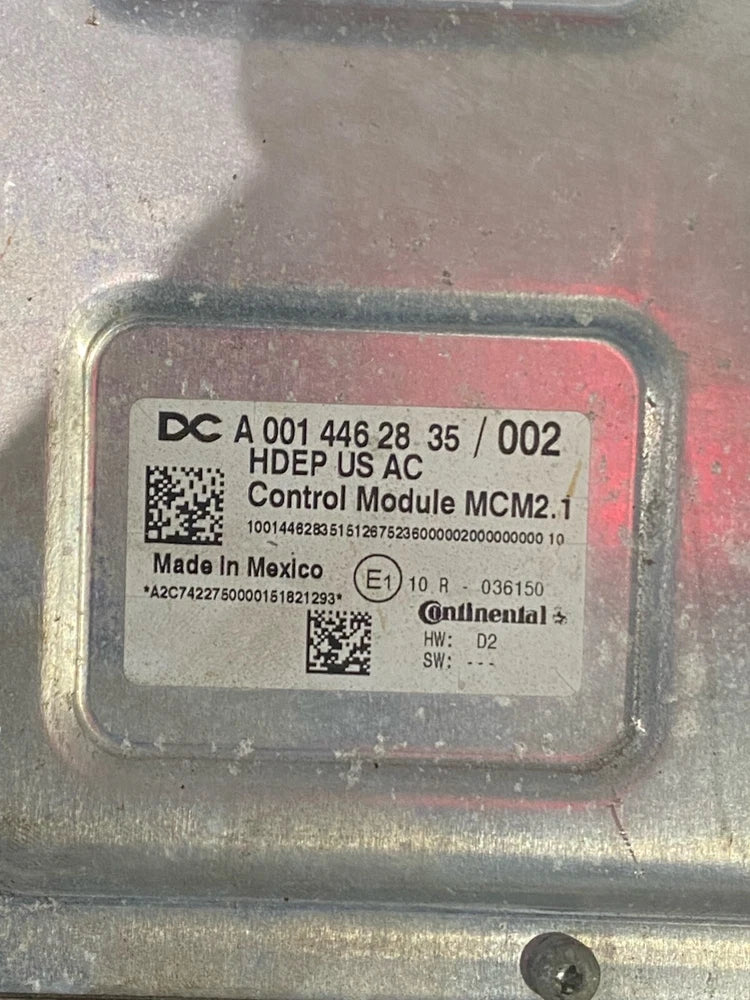 DC A 001 446 28 35 / 002
HDEP US AC
Control Module MCM2.1
10014462835151267523600000200000000 10
Made In Mexico
E1 10 R - 036150
*A2C7422750000151821293*
Continental
HW: D2
SW: ---